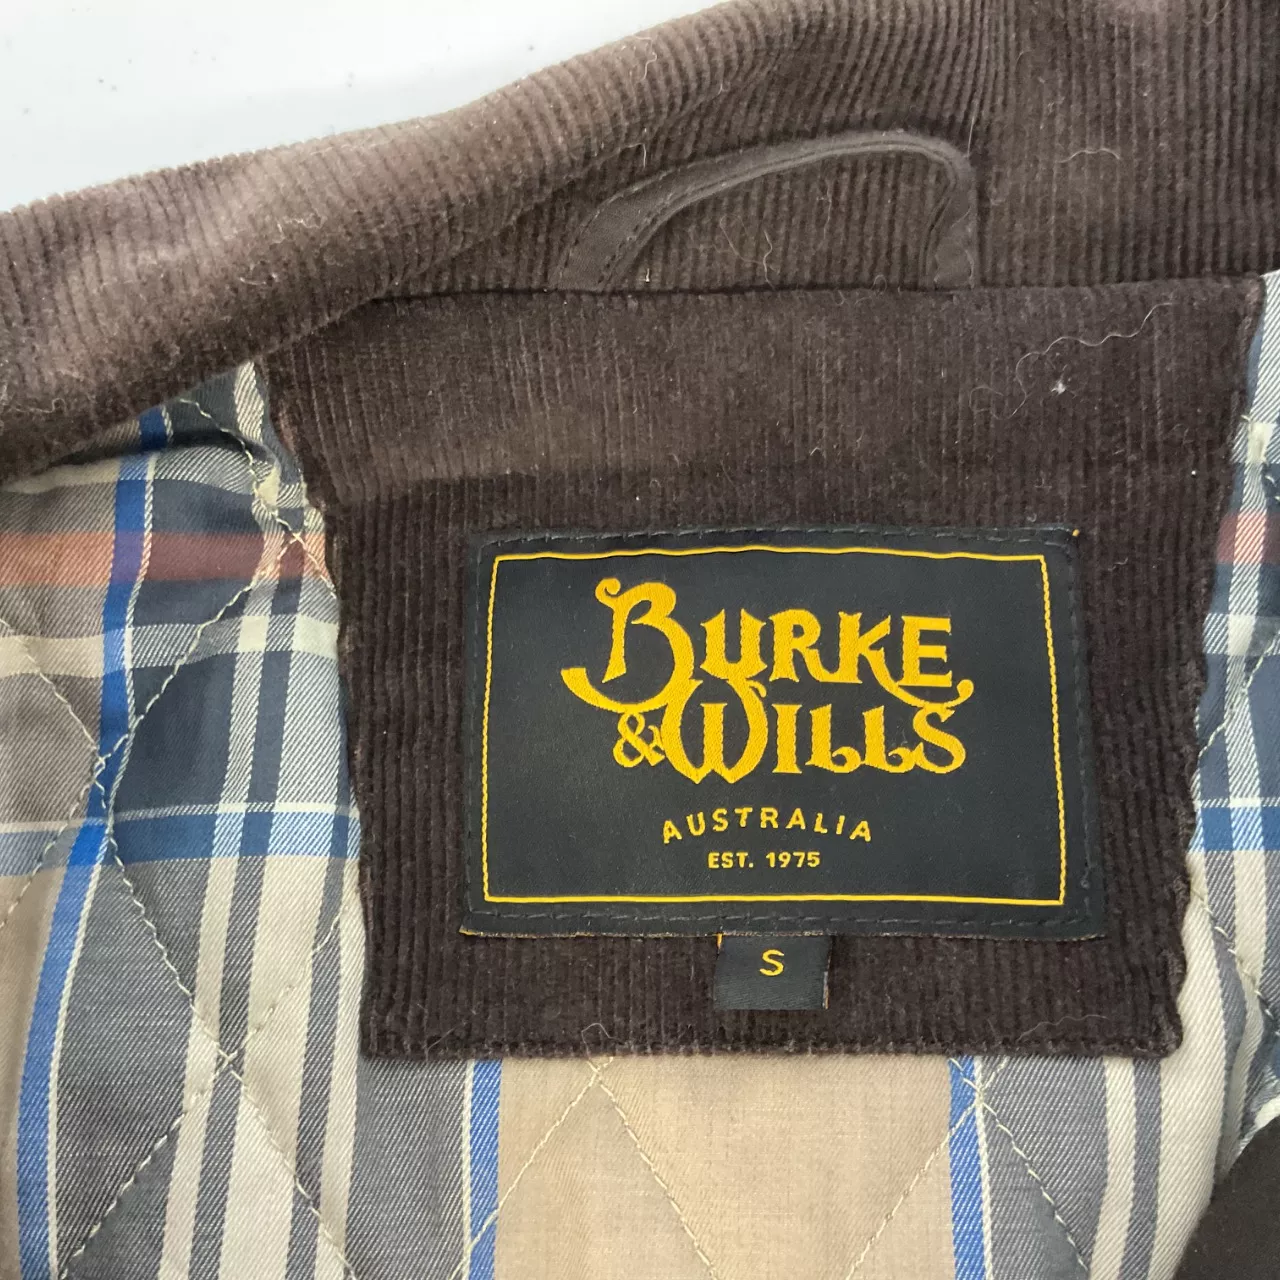 BURKE
& WILLS
AUSTRALIA
EST. 1975
S